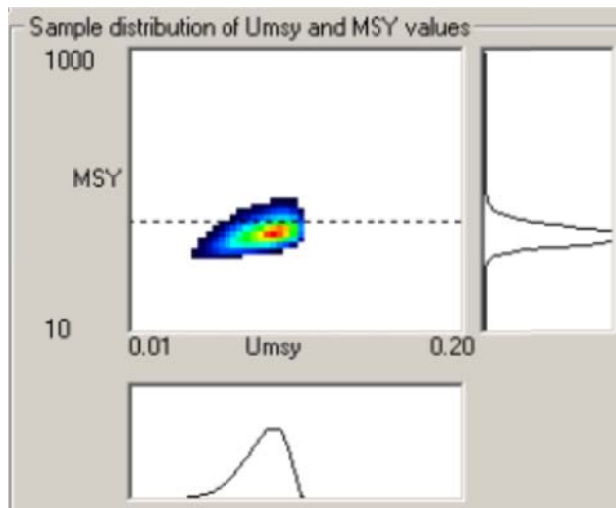 Sample distribution of Umsy and MSY values
1000
MSY
10
0.01 Umsy 0.20